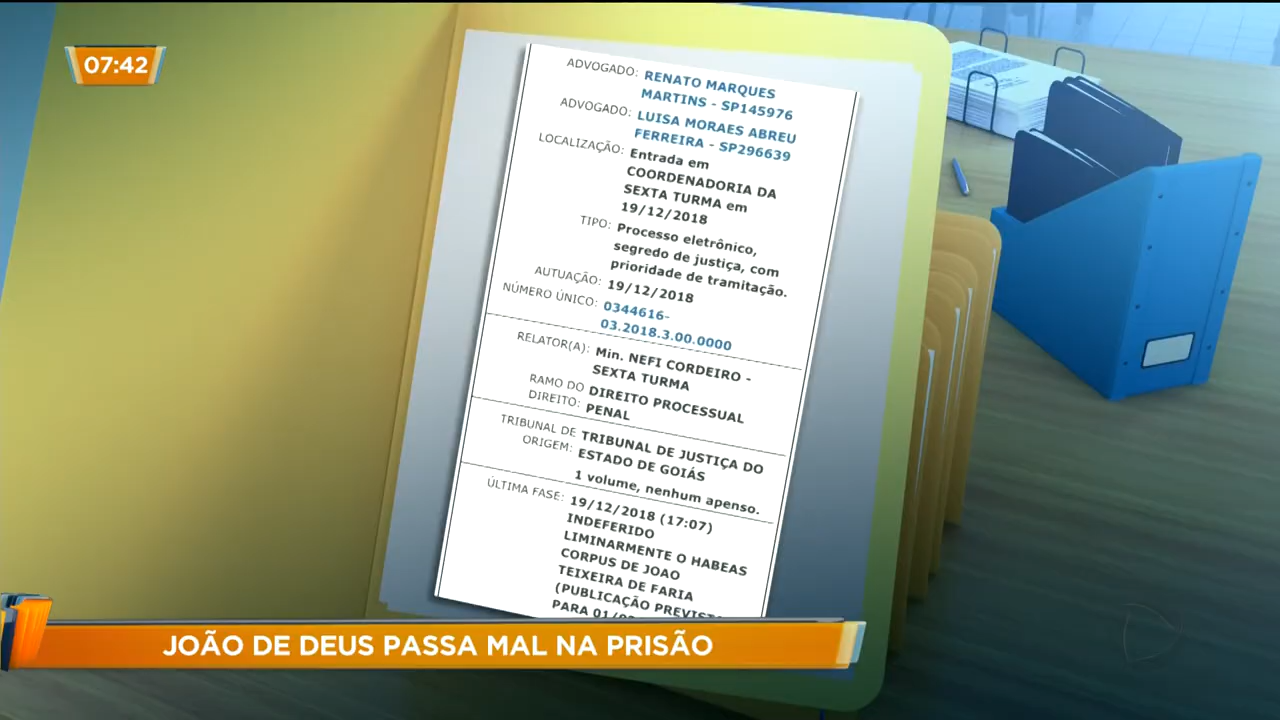 07:42
ADVOGADO: RENATO MARQUES
MARTINS - SP145976
ADVOGADO: LUISA MORAES ABREU
FERREIRA - SP296639
LOCALIZAÇÃO: Entrada em
COORDENADORIA DA
SEXTA TURMA em
19/12/2018
TIPO: Processo eletrônico,
segredo de justiça, com
prioridade de tramitação.
AUTUAÇÃO: 19/12/2018
NÚMERO ÚNICO: 0344616-
03.2018.3.00.0000
RELATOR(A): Min. NEFI CORDEIRO -
SEXTA TURMA
RAMO DO DIREITO: DIREITO PROCESSUAL
PENAL
TRIBUNAL DE ORIGEM: TRIBUNAL DE JUSTIÇA DO
ESTADO DE GOIÁS
1 volume, nenhum apenso.
ÚLTIMA FASE: 19/12/2018 (17:07)
INDEFERIDO
LIMINARMENTE O HABEAS
CORPUS DE JOAO
TEIXEIRA DE FARIA
(PUBLICAÇÃO PREVIST
PARA 01/0
JOÃO DE DEUS PASSA MAL NA PRISÃO